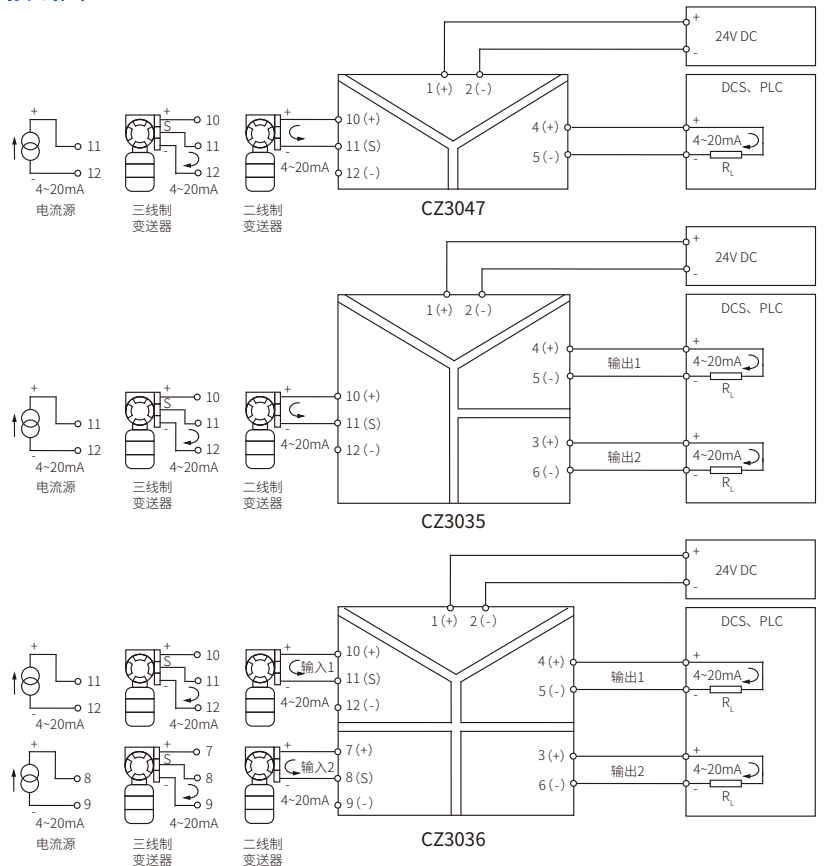 +
24V DC
-
1(+) 2(-)
DCS、PLC
+ S - 10
11
12
4~20mA
三线制
变送器
+
11
12
-
4~20mA
电流源
+
-
4~20mA
二线制
变送器
10(+)
11(S)
12(-)
4(+)
5(-)
+
4~20mA
-
RL
CZ3047
+
24V DC
-
1(+) 2(-)
DCS、PLC
+
11
12
-
4~20mA
电流源
+ S - 10
11
12
4~20mA
三线制
变送器
+
-
4~20mA
二线制
变送器
10(+)
11(S)
12(-)
4(+)
5(-)
输出1
+
4~20mA
-
RL
3(+)
6(-)
输出2
+
4~20mA
-
RL
CZ3035
+
24V DC
-
1(+) 2(-)
DCS、PLC
+
11
12
-
4~20mA
+ S - 10
11
12
4~20mA
+
输入1
-
4~20mA
10(+)
11(S)
12(-)
4(+)
5(-)
输出1
+
4~20mA
-
RL
+
8
9
-
4~20mA
电流源
+ S - 7
8
9
4~20mA
三线制
变送器
+
输入2
-
4~20mA
二线制
变送器
7(+)
8(S)
9(-)
3(+)
6(-)
输出2
+
4~20mA
-
RL
CZ3036